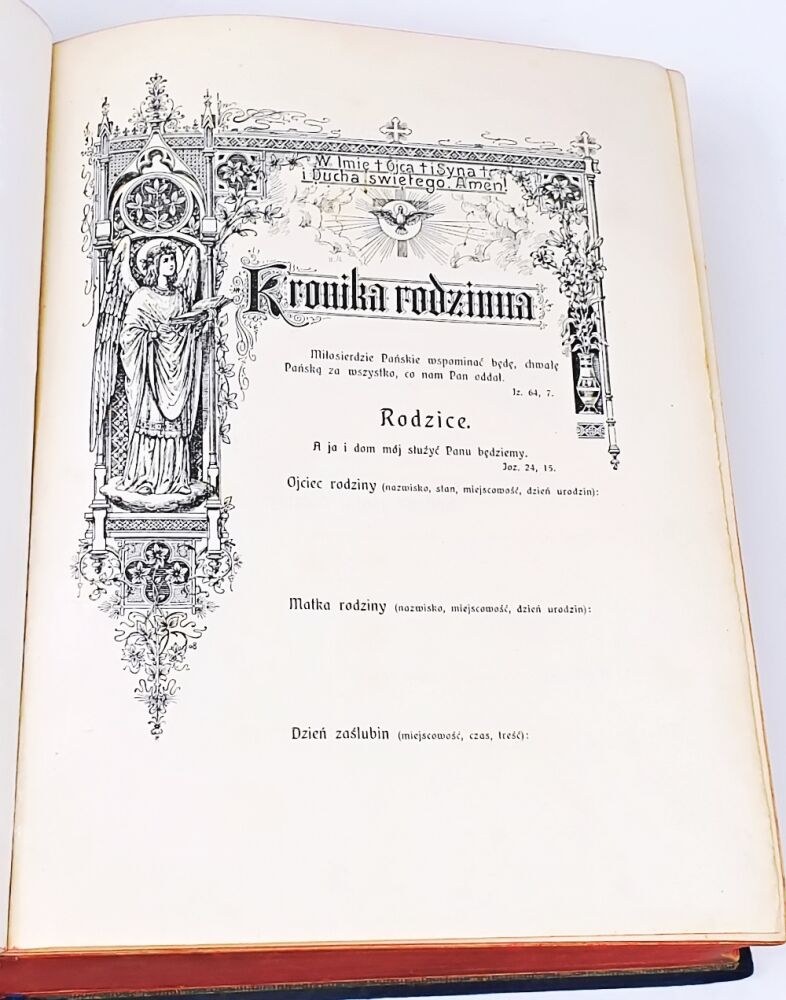 W Imię † Ojca † i Syna †
i Ducha świętego. Amen!
Kronika rodzinna
Miłosierdzie Pańskie wspominać będę, chwałę
Pańską za wszystko, co nam Pan oddał.
Iz. 64, 7.
Rodzice.
A ja i dom mój służyć Panu będziemy.
Joz. 24, 15.
Ojciec rodziny (nazwisko, stan, miejscowość, dzień urodzin):
Matka rodziny (nazwisko, miejscowość, dzień urodzin):
Dzień zaślubin (miejscowość, czas, treść):